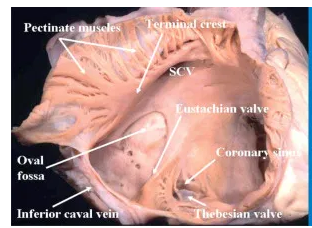 Pectinate muscles
Terminal crest
SCV
Eustachian valve
Oval
fossa
Coronary sinus
Inferior caval vein
Thebesian valve